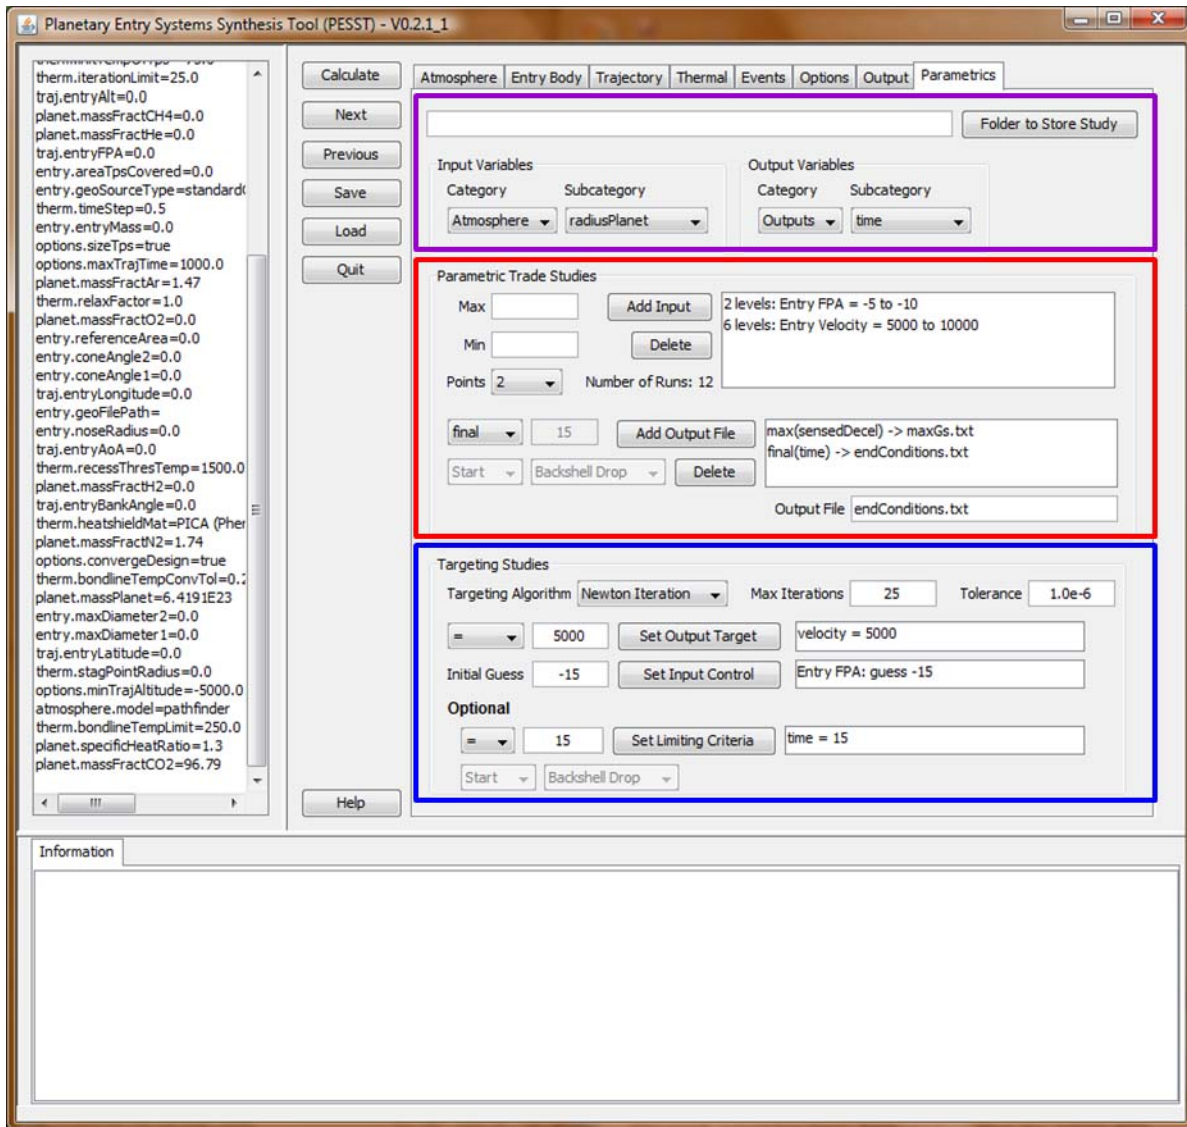 Planetary Entry Systems Synthesis Tool (PESST) - V0.2.1_1
therm.iterationLimit=25.0
traj.entryAlt=0.0
planet.massFractCH4=0.0
planet.massFractHe=0.0
traj.entryFPA=0.0
entry.areaTpsCovered=0.0
entry.geoSourceType=standard
therm.timeStep=0.5
entry.entryMass=0.0
options.sizeTps=true
options.maxTrajTime=1000.0
planet.massFractAr=1.47
therm.relaxFactor=1.0
planet.massFractO2=0.0
entry.referenceArea=0.0
entry.coneAngle2=0.0
entry.coneAngle1=0.0
traj.entryLongitude=0.0
entry.geoFilePath=
entry.noseRadius=0.0
traj.entryAoA=0.0
therm.recessThresTemp=1500.0
planet.massFractH2=0.0
traj.entryBankAngle=0.0
therm.heatshieldMat=PICA (Pher
planet.massFractN2=1.74
options.convergeDesign=true
therm.bondlineTempConvTol=0.2
planet.massPlanet=6.4191E23
entry.maxDiameter2=0.0
entry.maxDiameter1=0.0
traj.entryLatitude=0.0
therm.stagPointRadius=0.0
options.minTrajAltitude=-5000.0
atmosphere.model=pathfinder
therm.bondlineTempLimit=250.0
planet.specificHeatRatio=1.3
planet.massFractCO2=96.79
Calculate
Next
Previous
Save
Load
Quit
Help
Atmosphere Entry Body Trajectory Thermal Events Options Output Parametrics
Folder to Store Study
Input Variables Output Variables
Category Subcategory Category Subcategory
Atmosphere radiusPlanet Outputs time
Parametric Trade Studies
Max Add Input 2 levels: Entry FPA = -5 to -10
6 levels: Entry Velocity = 5000 to 10000
Min Delete
Points 2 Number of Runs: 12
final 15 Add Output File max(sensedDecel) -> maxGs.txt
final(time) -> endConditions.txt
Start Backshell Drop Delete
Output File endConditions.txt
Targeting Studies
Targeting Algorithm Newton Iteration Max Iterations 25 Tolerance 1.0e-6
= 5000 Set Output Target velocity = 5000
Initial Guess -15 Set Input Control Entry FPA: guess -15
Optional
= 15 Set Limiting Criteria time = 15
Start Backshell Drop
Information